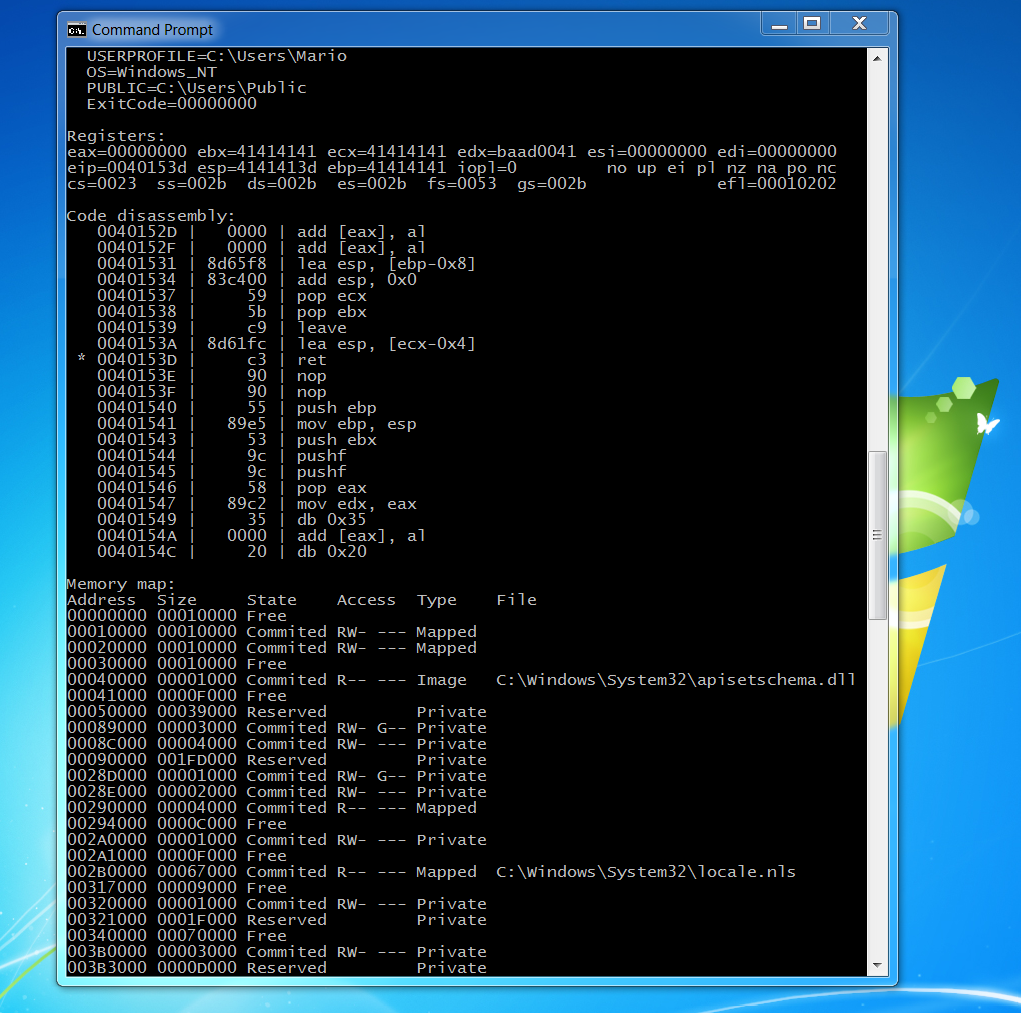 Command Prompt
USERPROFILE=C:\Users\Mario
OS=Windows_NT
PUBLIC=C:\Users\Public
ExitCode=00000000
Registers:
eax=00000000 ebx=41414141 ecx=41414141 edx=baad0041 esi=00000000 edi=00000000
eip=0040153d esp=4141413d ebp=41414141 iopl=0         no up ei pl nz na po nc
cs=0023  ss=002b  ds=002b  es=002b  fs=0053  gs=002b             efl=00010202
Code disassembly:
   0040152D |   0000 | add [eax], al
   0040152F |   0000 | add [eax], al
   00401531 | 8d65f8 | lea esp, [ebp-0x8]
   00401534 | 83c400 | add esp, 0x0
   00401537 |     59 | pop ecx
   00401538 |     5b | pop ebx
   00401539 |     c9 | leave
   0040153A | 8d61fc | lea esp, [ecx-0x4]
 * 0040153D |     c3 | ret
   0040153E |     90 | nop
   0040153F |     90 | nop
   00401540 |     55 | push ebp
   00401541 |   89e5 | mov ebp, esp
   00401543 |     53 | push ebx
   00401544 |     9c | pushf
   00401545 |     9c | pushf
   00401546 |     58 | pop eax
   00401547 |   89c2 | mov edx, eax
   00401549 |     35 | db 0x35
   0040154A |   0000 | add [eax], al
   0040154C |     20 | db 0x20
Memory map:
Address  Size     State    Access  Type    File
00000000 00010000 Free
00010000 00010000 Commited RW- --- Mapped
00020000 00010000 Commited RW- --- Mapped
00030000 00010000 Free
00040000 00001000 Commited R-- --- Image   C:\Windows\System32\apisetschema.dll
00041000 0000F000 Free
00050000 00039000 Reserved         Private
00089000 00003000 Commited RW- G-- Private
0008C000 00004000 Commited RW- --- Private
00090000 001FD000 Reserved         Private
0028D000 00001000 Commited RW- G-- Private
0028E000 00002000 Commited RW- --- Private
00290000 00004000 Commited R-- --- Mapped
00294000 0000C000 Free
002A0000 00001000 Commited RW- --- Private
002A1000 0000F000 Free
002B0000 00067000 Commited R-- --- Mapped  C:\Windows\System32\locale.nls
00317000 00009000 Free
00320000 00001000 Commited RW- --- Private
00321000 0001F000 Reserved         Private
00340000 00070000 Free
003B0000 00003000 Commited RW- --- Private
003B3000 0000D000 Reserved         Private